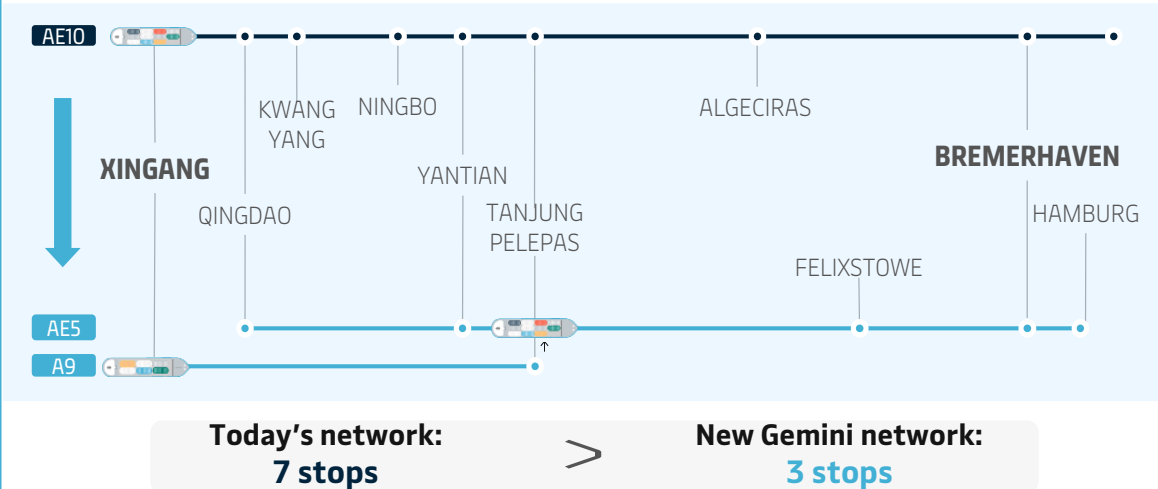 AE10
KWANG
YANG
NINGBO
ALGECIRAS
XINGANG
BREMERHAVEN
YANTIAN
QINGDAO
TANJUNG
PELEPAS
HAMBURG
FELIXSTOWE
AE5
A9
Today's network:
7 stops
>
New Gemini network:
3 stops